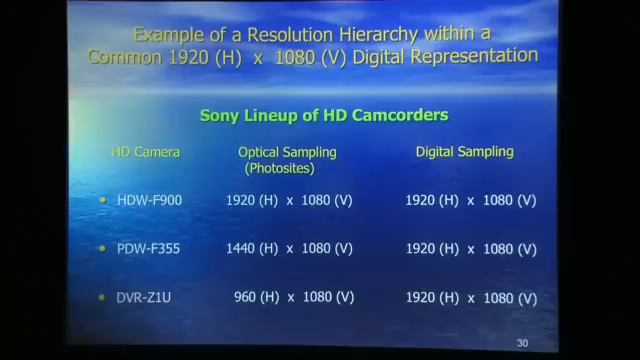 Example of a Resolution Hierarchy within a
Common 1920 (H) x 1080 (V) Digital Representation
Sony Lineup of HD Camcorders
HD Camera Optical Sampling Digital Sampling
(Photosites)
• HDW-F900 1920 (H) x 1080 (V) 1920 (H) x 1080 (V)
• PDW-F355 1440 (H) x 1080 (V) 1920 (H) x 1080 (V)
• DVR-Z1U 960 (H) x 1080 (V) 1920 (H) x 1080 (V)
30